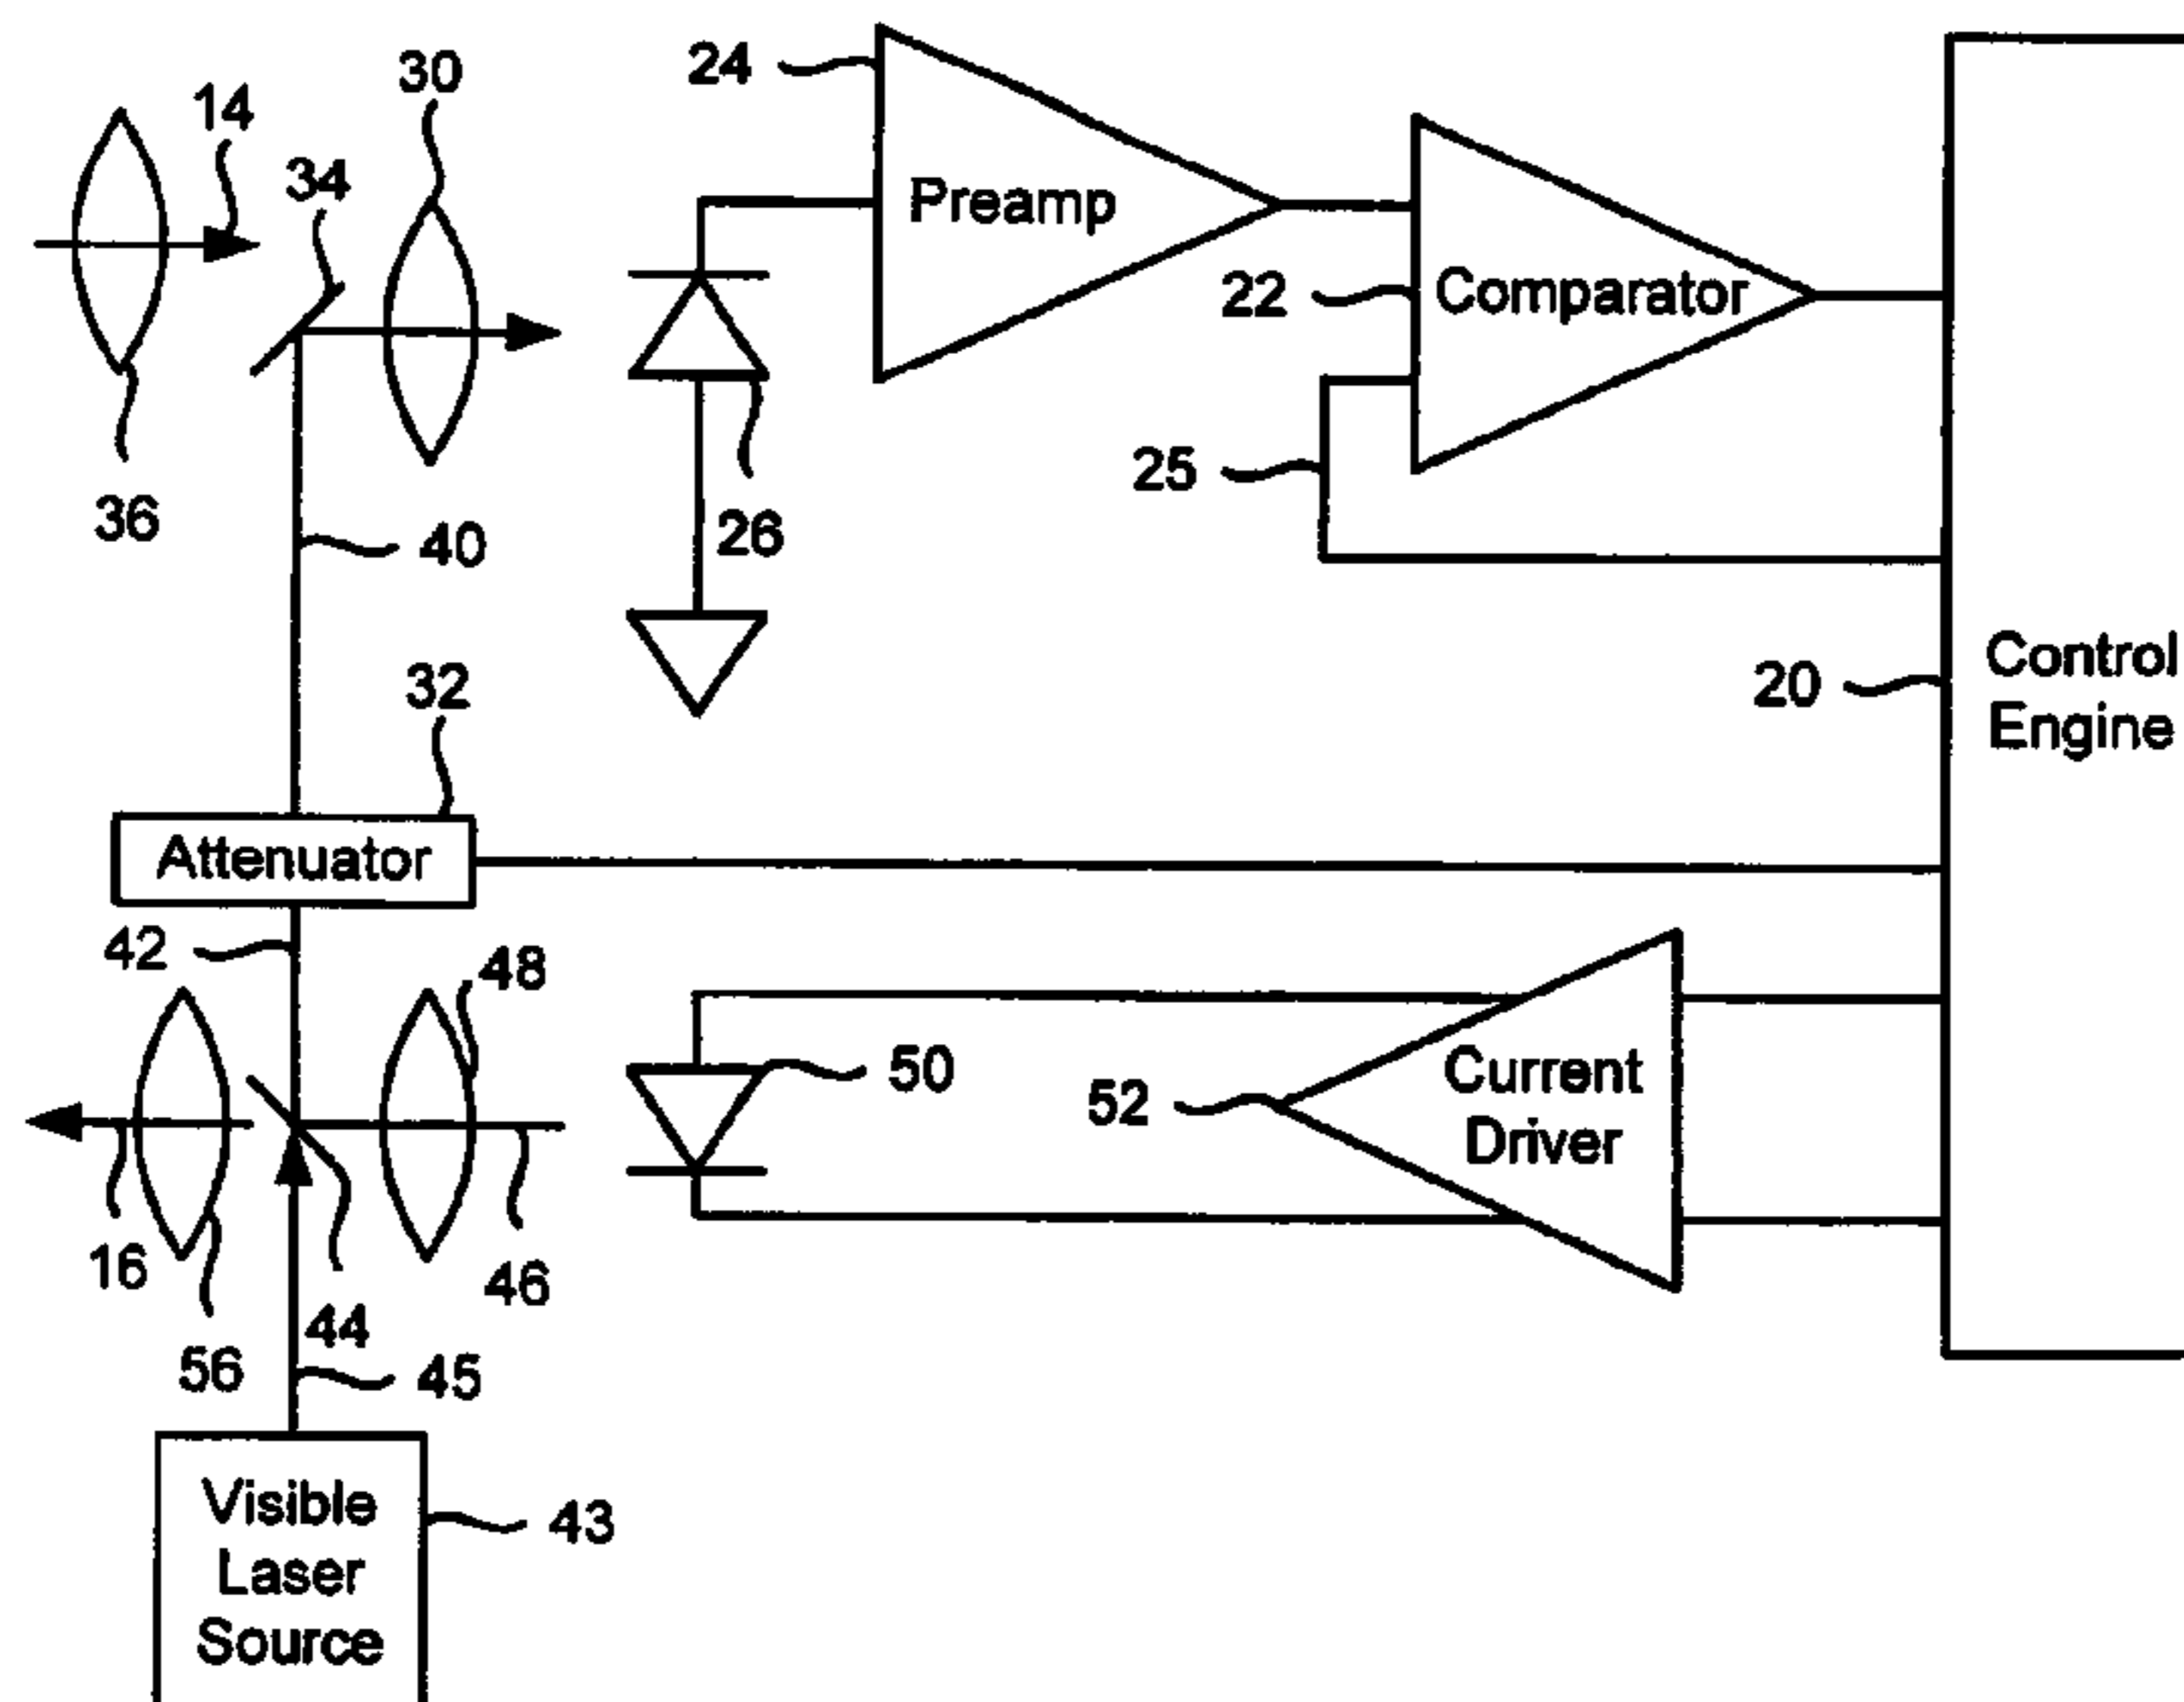 24
30
14
34
Preamp
22
Comparator
25
36
40
26
32
20
Control
Engine
Attenuator
42
48
50
52
Current
Driver
16
46
44
56
45
Visible
Laser
Source
43